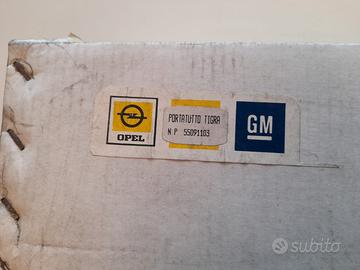 PORTATUTTO TIGRA
N P 55091103
OPEL
GM
subito